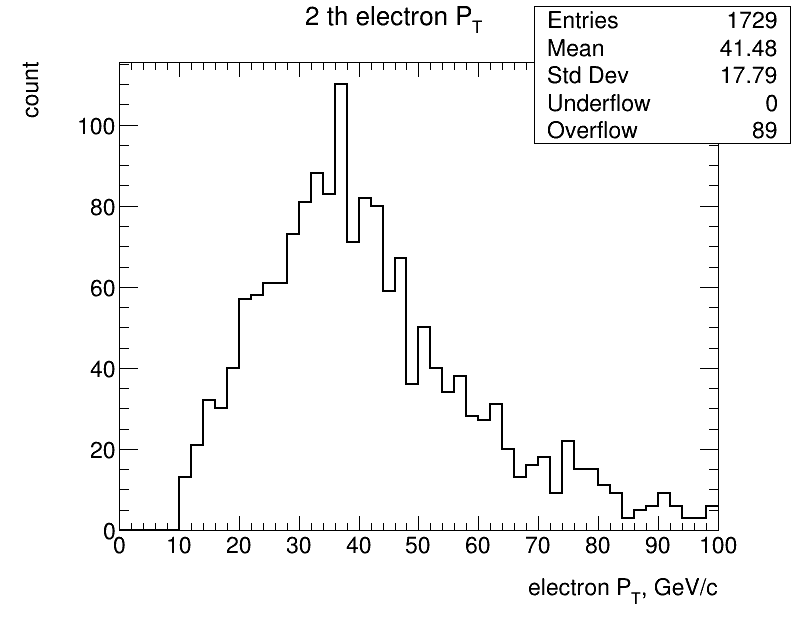 2 th electron P_T
Entries 1729
Mean 41.48
Std Dev 17.79
Underflow 0
Overflow 89
count
100
80
60
40
20
0
0 10 20 30 40 50 60 70 80 90 100
electron P_T, GeV/c